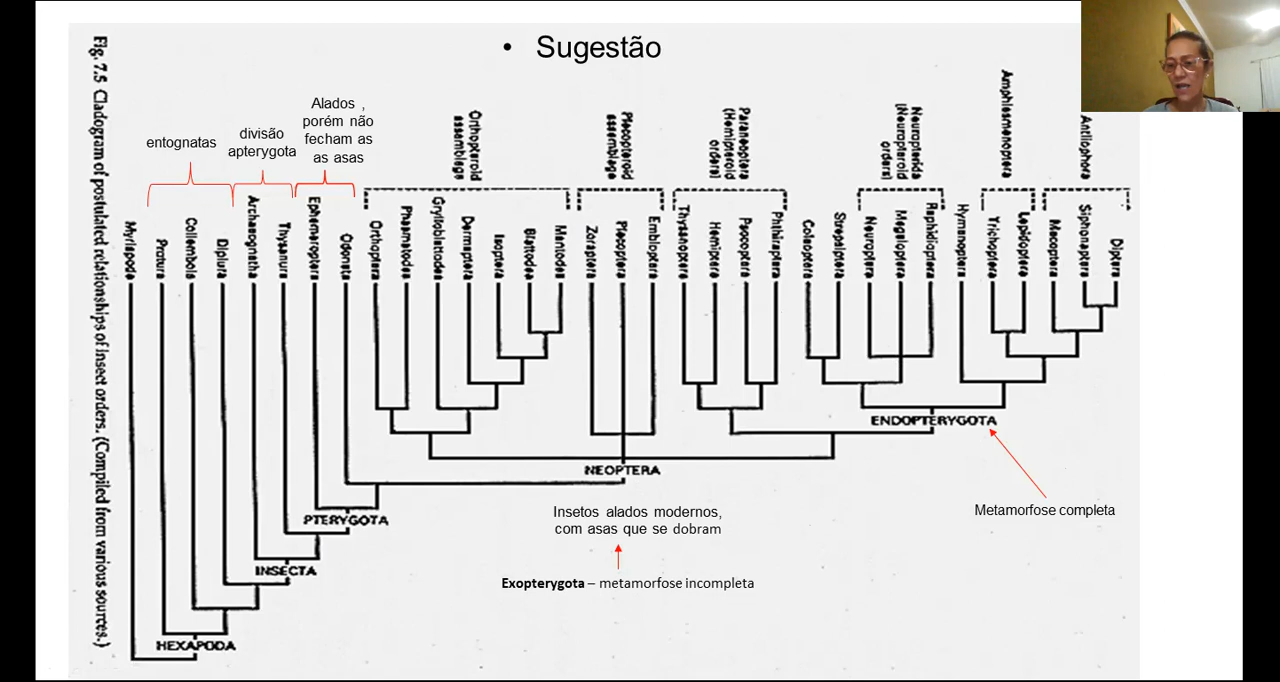 • Sugestão
Fig. 7.5 Cladogram of postulated relationships of insect orders. (Compiled from various sources.)
entognatas
divisão
apterygota
Alados ,
porém não
fecham as
as asas
Orthopteroid
assemblage
Plecopteroid
assemblage
Paraneoptera
(Hemipteroid
orders)
Neuropterida
(Neuropteroid
orders)
Amphiesmenoptera
Antliophora
Myriapoda
Protura
Collembola
Diplura
Archaeognatha
Thysanura
Ephemeroptera
Odonata
Orthoptera
Phasmatodea
Grylloblattodea
Dermaptera
Isoptera
Blattodea
Mantodea
Zoraptera
Plecoptera
Embioptera
Thysanoptera
Hemiptera
Psocoptera
Phthiraptera
Coleoptera
Strepsiptera
Neuroptera
Megaloptera
Raphidioptera
Hymenoptera
Trichoptera
Lepidoptera
Mecoptera
Siphonaptera
Diptera
ENDOPTERYGOTA
NEOPTERA
Metamorfose completa
Insetos alados modernos,
com asas que se dobram
PTERYGOTA
INSECTA
Exopterygota – metamorfose incompleta
HEXAPODA